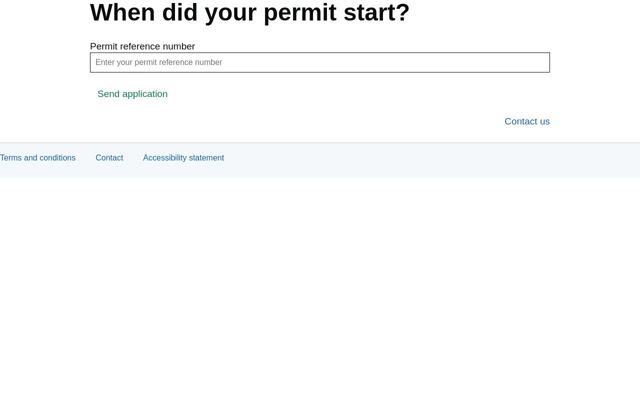 When did your permit start?
Permit reference number
Enter your permit reference number
Send application
Contact us
Terms and conditions Contact Accessibility statement